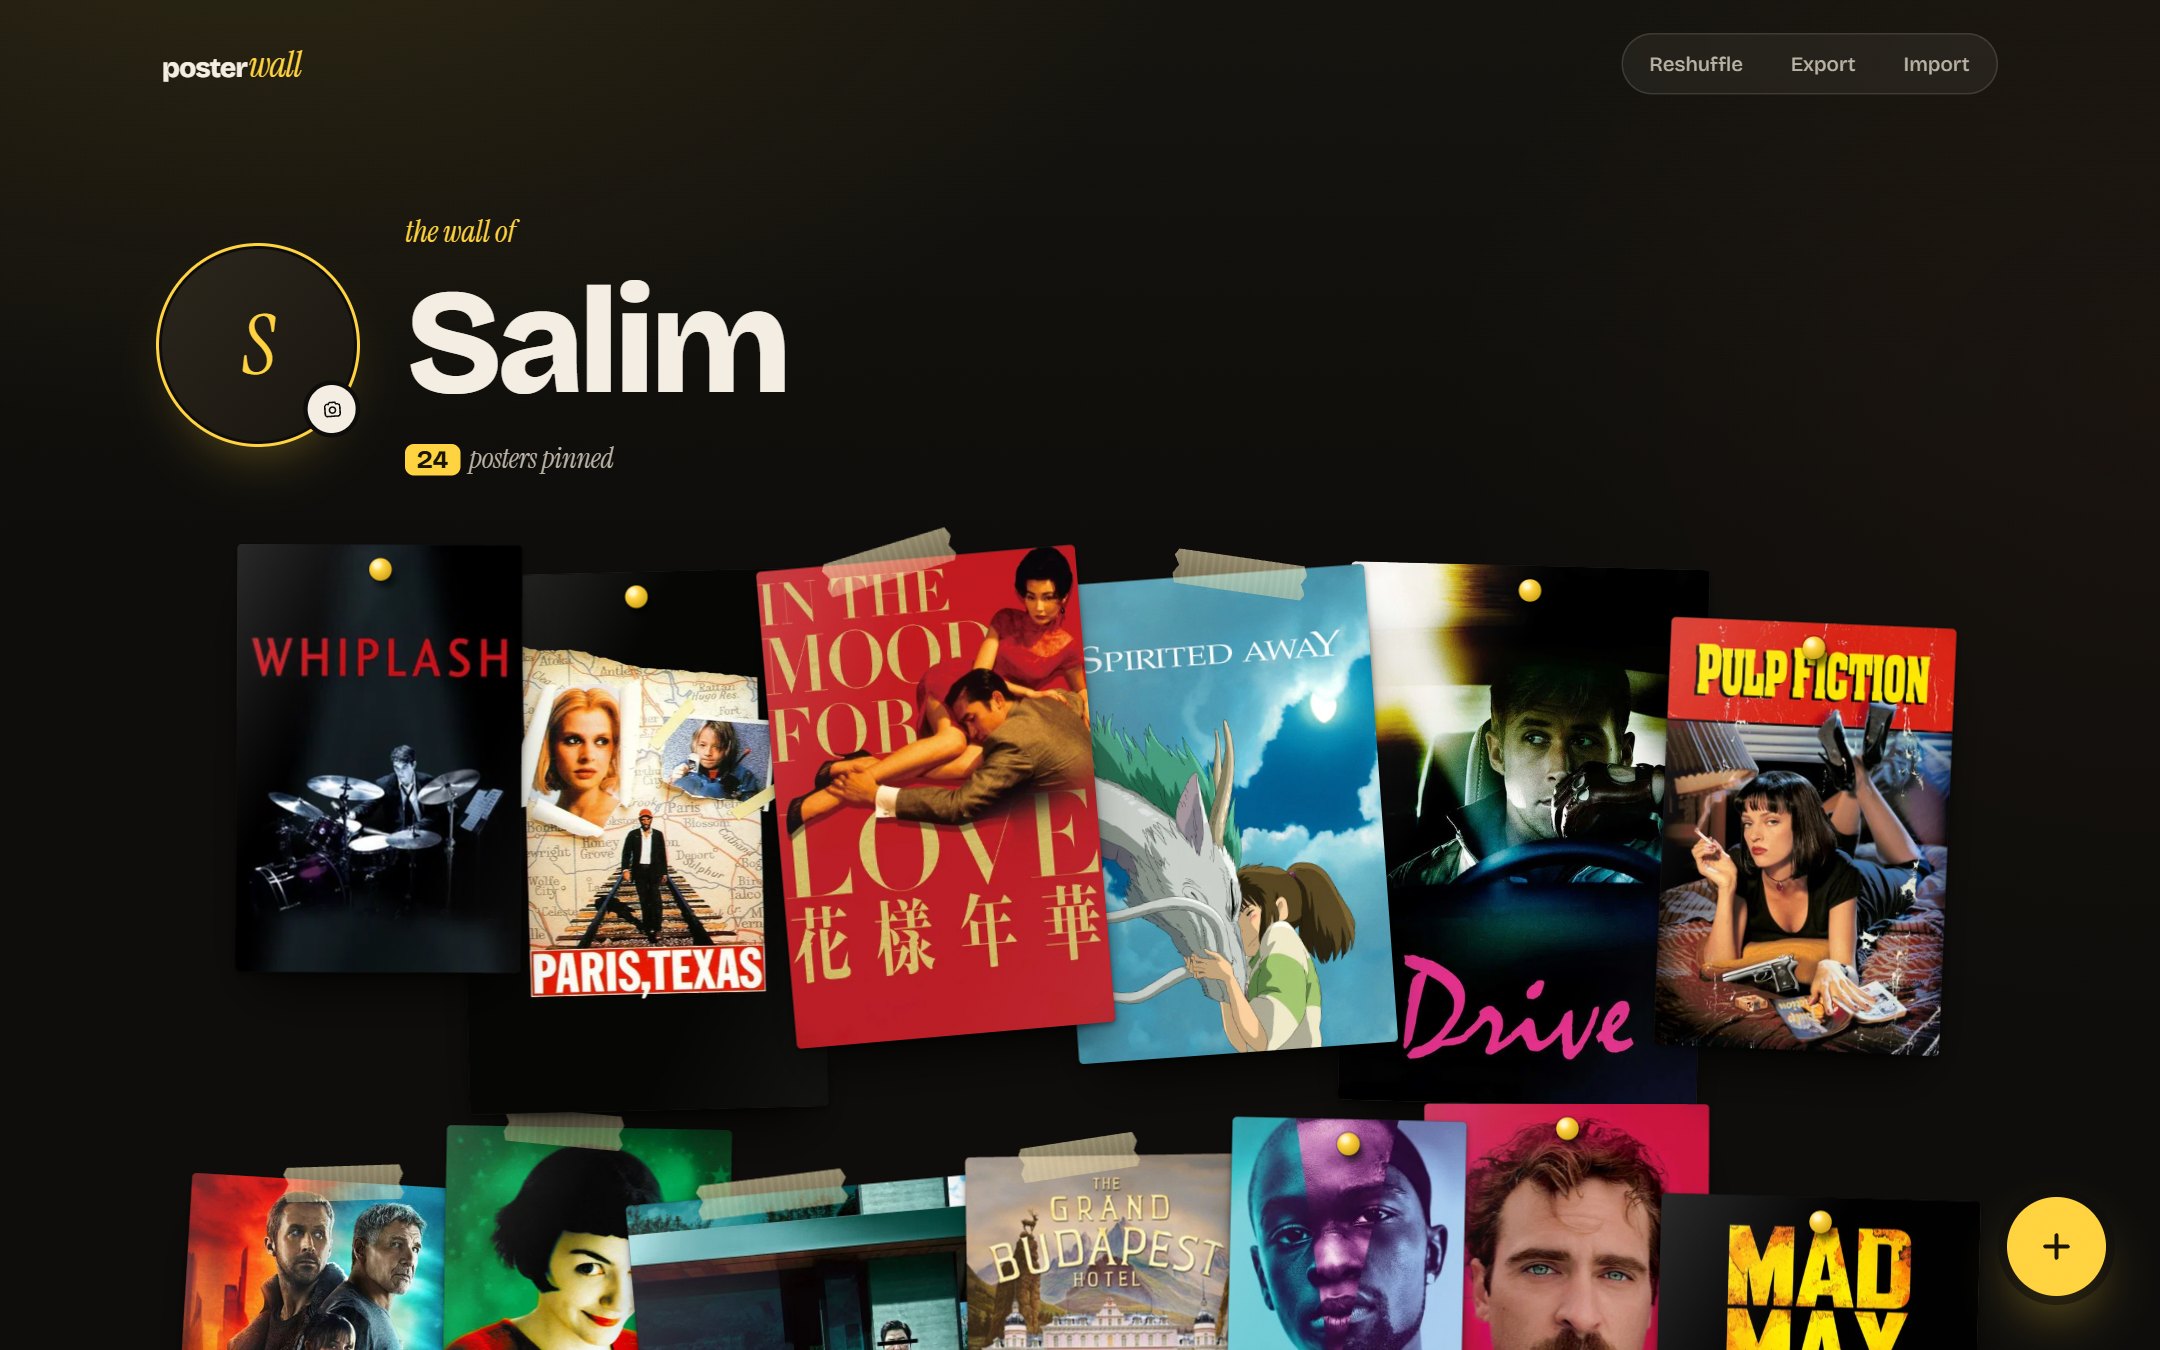 posterwall
Reshuffle
Export
Import
the wall of
S
Salim
24 posters pinned
WHIPLASH
PARIS,TEXAS
IN THE
MOOD
FOR
LOVE
花樣年華
SPIRITED AWAY
Drive
PULP FICTION
THE
GRAND
BUDAPEST
HOTEL
MAD
MAX